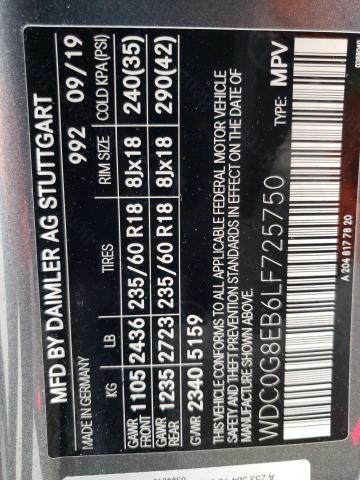 MFD BY DAIMLER AG STUTTGART
MADE IN GERMANY 992 09/19
KG LB TIRES RIM SIZE COLD KPA(PSI)
GAWR FRONT 1105 2436 235/60 R18 8Jx18 240(35)
GAWR REAR 1235 2723 235/60 R18 8Jx18 290(42)
GVWR 2340 5159
THIS VEHICLE CONFORMS TO ALL APPLICABLE FEDERAL MOTOR VEHICLE
SAFETY AND THEFT PREVENTION STANDARDS IN EFFECT ON THE DATE OF
MANUFACTURE SHOWN ABOVE.
WDC0G8EB6LF725750 TYPE: MPV
A 204 817 78 20